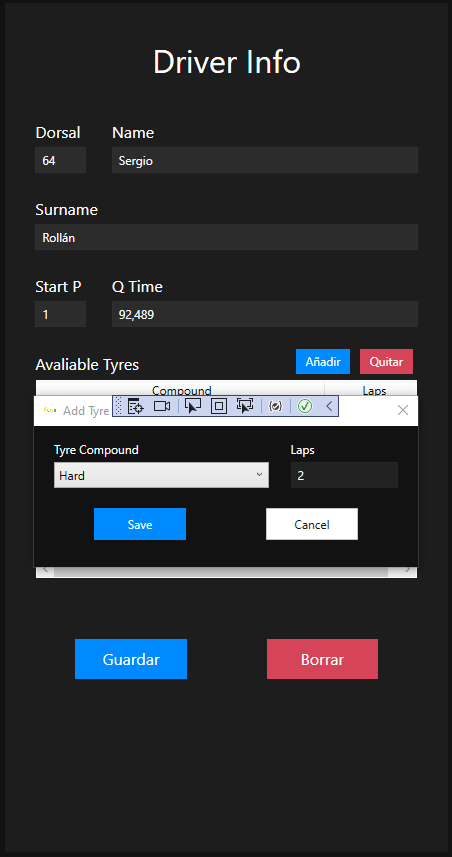 Driver Info
Dorsal Name
64 Sergio
Surname
Rollán
Start P Q Time
1 92,489
Avaliable Tyres Añadir Quitar
Compound Laps
Add Tyre
Tyre Compound Laps
Hard 2
Save Cancel
Guardar Borrar